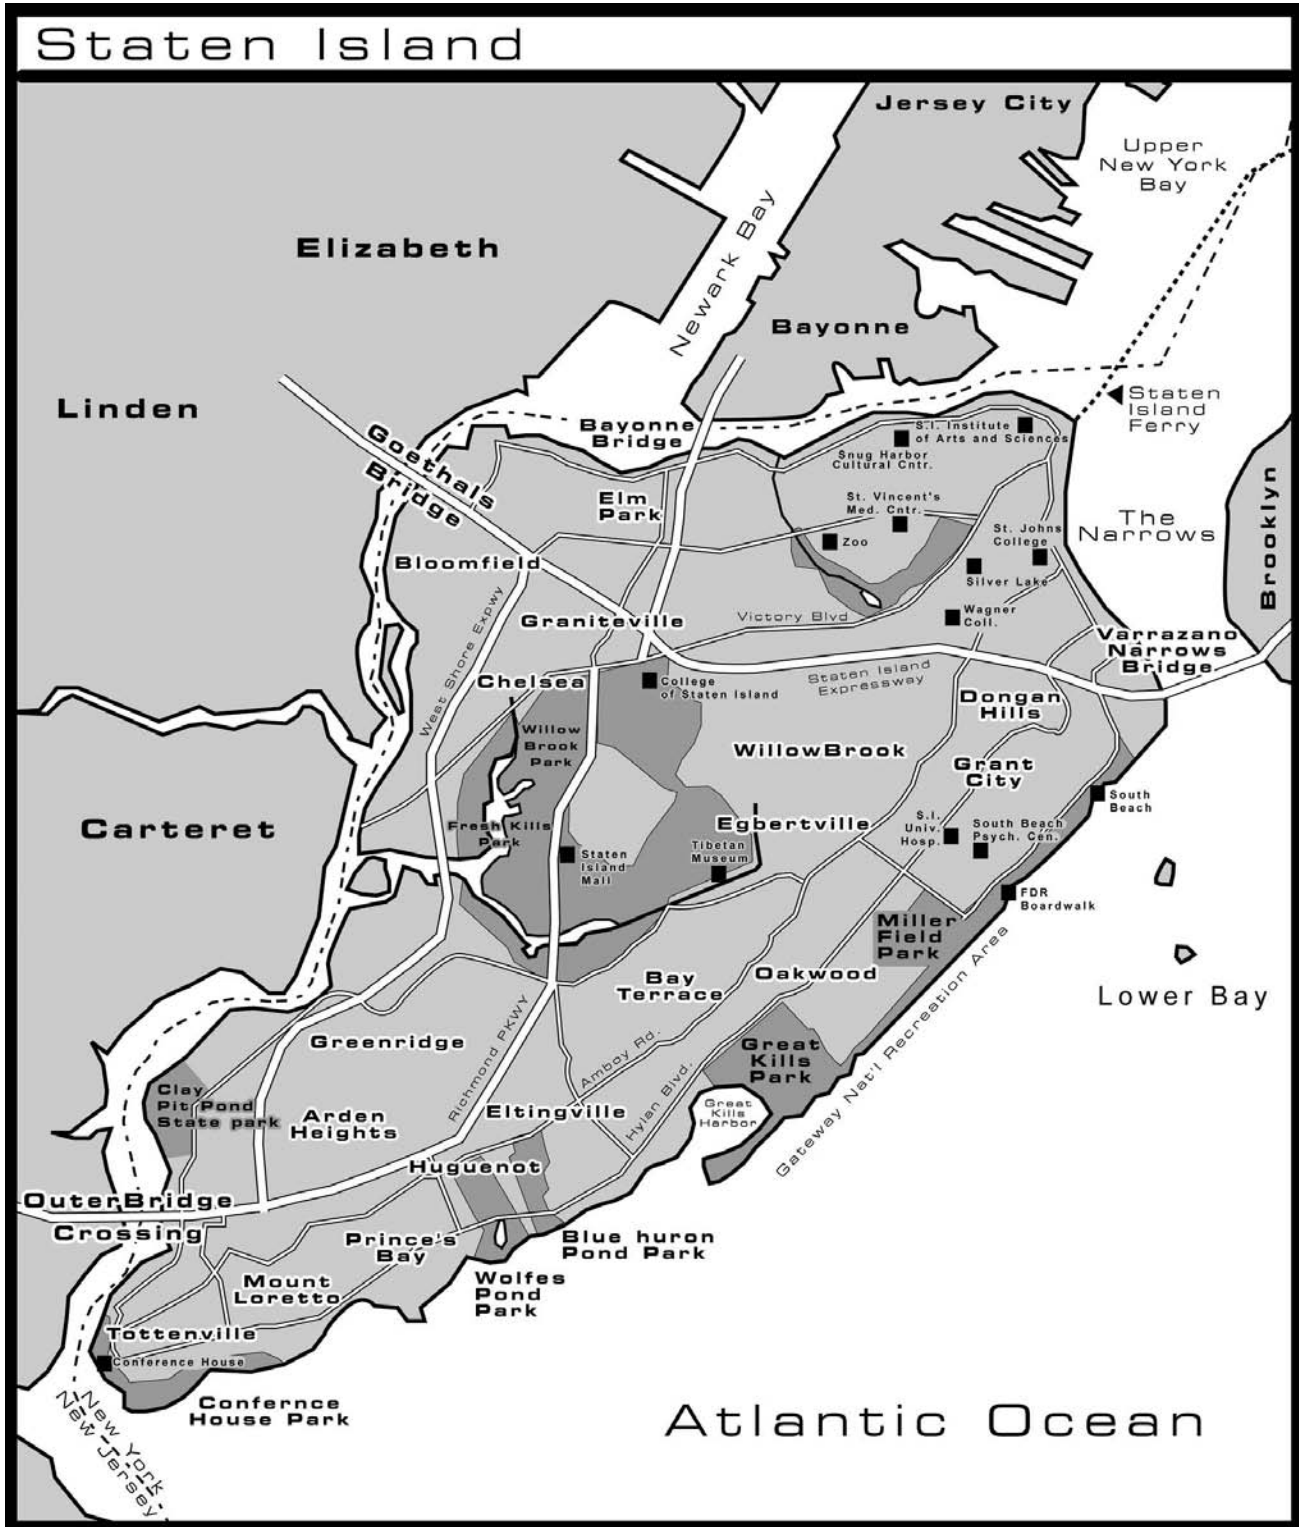 Staten Island
Jersey City
Upper
New York
Bay
Elizabeth
Newark Bay
Bayonne
Linden
Staten
Island
Ferry
Bayonne
Bridge
Goethals
Bridge
S.I. Institute
of Arts and Sciences
Snug Harbor
Cultural Cntr.
Elm
Park
St. Vincent's
Med. Cntr.
The
Narrows
Brooklyn
St. Johns
College
Zoo
Bloomfield
Silver Lake
West Shore Expwy
Graniteville
Victory Blvd
Wagner
Coll.
Varrazano
Narrows
Bridge
Chelsea
College
of Staten Island
Staten Island
Expressway
Dongan
Hills
Willow
Brook
Park
WillowBrook
Grant
City
South
Beach
Carteret
Fresh Kills
Park
Egbertville
S.I.
Univ.
Hosp.
South Beach
Psych. Cen.
Staten
Island
Mall
Tibetan
Museum
FDR
Boardwalk
Miller
Field
Park
Bay
Terrace
Oakwood
Lower Bay
Gateway Nat'l Recreation Area
Greenridge
Richmond PKWY
Amboy Rd.
Hylan Blvd.
Great
Kills
Park
Clay
Pit Pond
State park
Arden
Heights
Eltingville
Great
Kills
Harbor
Huguenot
OuterBridge
Crossing
Prince's
Bay
Blue huron
Pond Park
Wolfes
Pond
Park
Mount
Loretto
Tottenville
Conference House
Confernce
House Park
Atlantic Ocean
New York
New Jersey